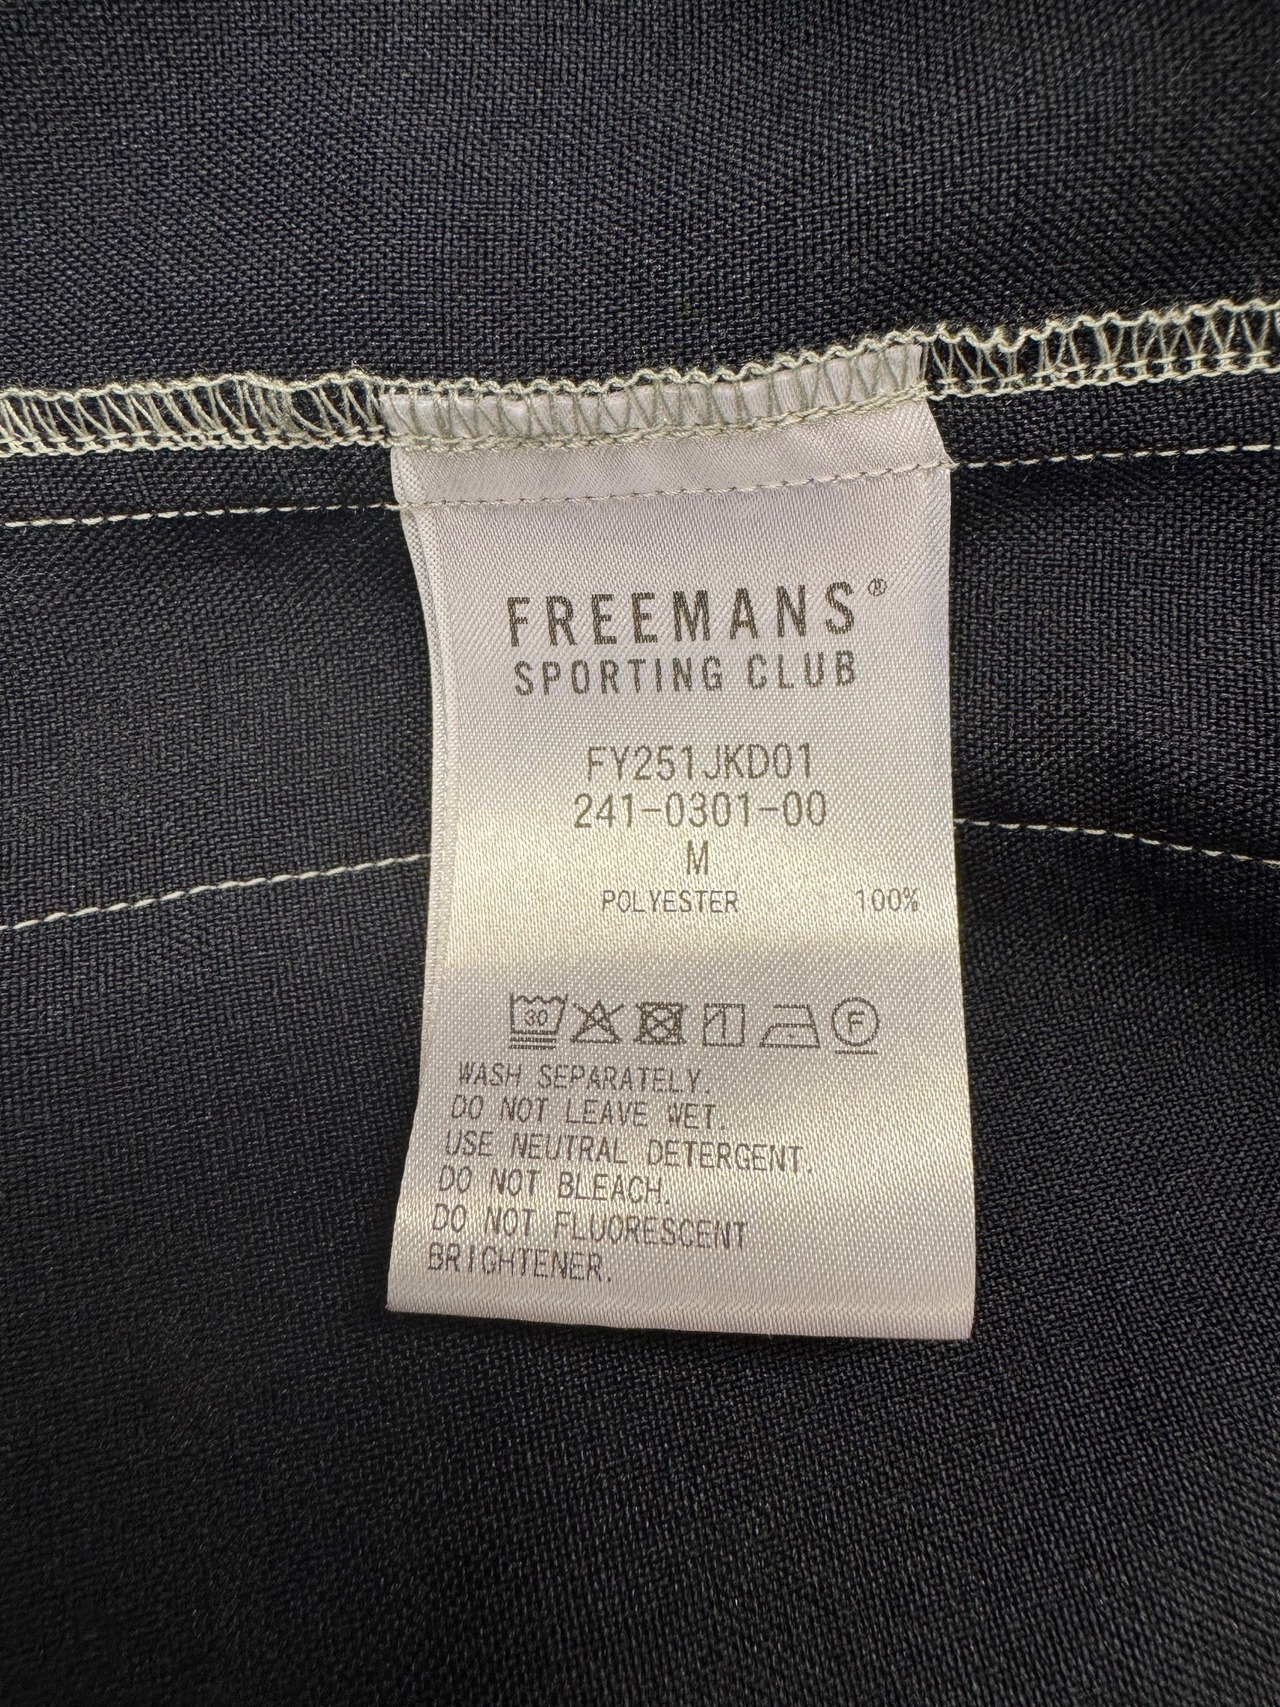 FREEMANS®
SPORTING CLUB
FY251JKD01
241-0301-00
M
POLYESTER 100%
30 F
WASH SEPARATELY.
DO NOT LEAVE WET.
USE NEUTRAL DETERGENT.
DO NOT BLEACH.
DO NOT FLUORESCENT
BRIGHTENER.